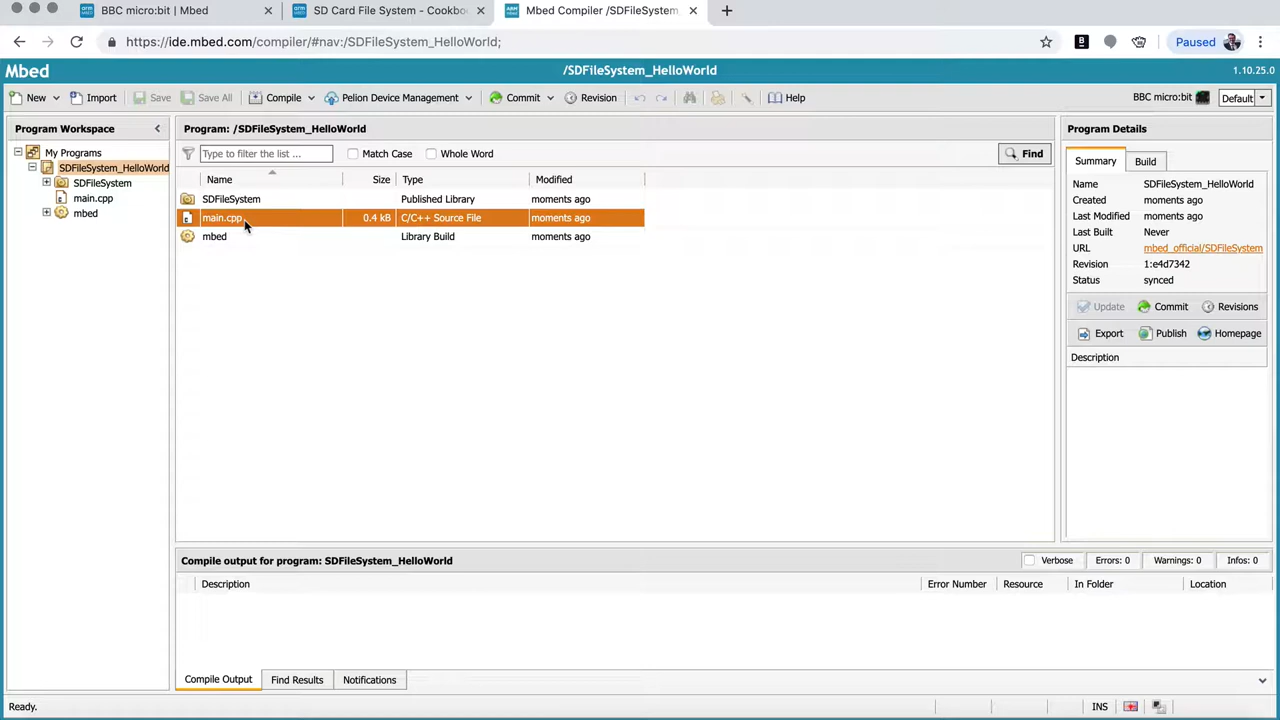 BBC micro:bit | Mbed
SD Card File System - Cookbo
Mbed Compiler /SDFileSystem_
https://ide.mbed.com/compiler/#nav:/SDFileSystem_HelloWorld;
Paused
Mbed
/SDFileSystem_HelloWorld
1.10.25.0
New
Import
Save
Save All
Compile
Pelion Device Management
Commit
Revision
Help
BBC micro:bit
Default
Program Workspace
My Programs
SDFileSystem_HelloWorld
SDFileSystem
main.cpp
mbed
Program: /SDFileSystem_HelloWorld
Type to filter the list ...
Match Case
Whole Word
Find
Name Size Type Modified
SDFileSystem Published Library moments ago
main.cpp 0.4 kB C/C++ Source File moments ago
mbed Library Build moments ago
Program Details
Summary
Build
Name SDFileSystem_HelloWorld
Created moments ago
Last Modified moments ago
Last Built Never
URL mbed_official/SDFileSystem
Revision 1:e4d7342
Status synced
Update Commit Revisions
Export Publish Homepage
Description
Compile output for program: SDFileSystem_HelloWorld
Verbose
Errors: 0
Warnings: 0
Infos: 0
Description Error Number Resource In Folder Location
Compile Output
Find Results
Notifications
Ready.
INS